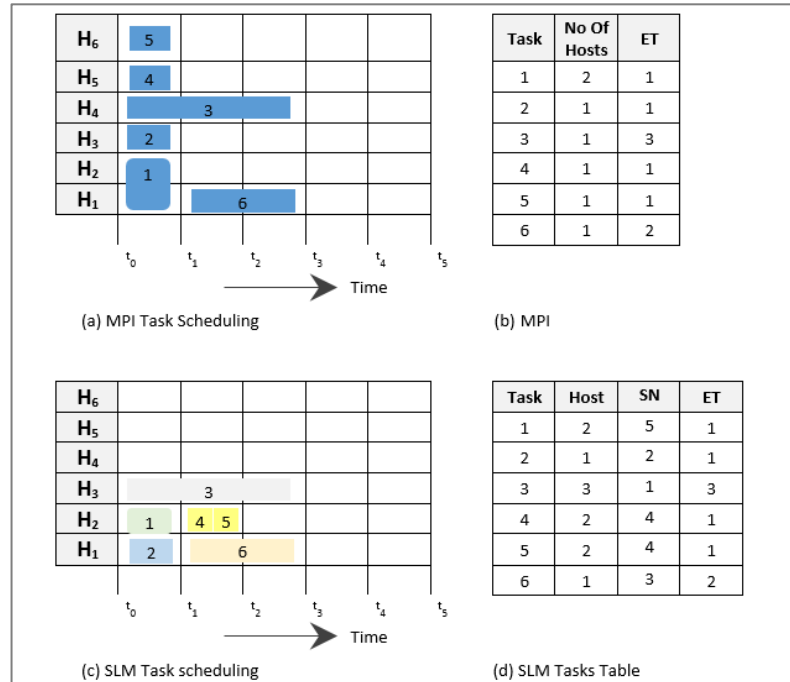 H6 5
H5 4
H4 3
H3 2
H2 1
H1 6
t0 t1 t2 t3 t4 t5
Time
(a) MPI Task Scheduling
Task No Of Hosts ET
1 2 1
2 1 1
3 1 3
4 1 1
5 1 1
6 1 2
(b) MPI
H6
H5
H4
H3 3
H2 1 4 5
H1 2 6
t0 t1 t2 t3 t4 t5
Time
(c) SLM Task scheduling
Task Host SN ET
1 2 5 1
2 1 2 1
3 3 1 3
4 2 4 1
5 2 4 1
6 1 3 2
(d) SLM Tasks Table